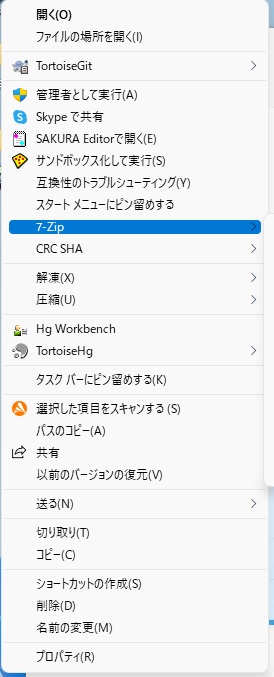 開く(O)
ファイルの場所を開く(I)
TortoiseGit
管理者として実行(A)
Skype で共有
SAKURA Editorで開く(E)
サンドボックス化して実行(S)
互換性のトラブルシューティング(Y)
スタート メニューにピン留めする
7-Zip
CRC SHA
解凍(X)
圧縮(U)
Hg Workbench
TortoiseHg
タスク バーにピン留めする(K)
選択した項目をスキャンする (S)
パスのコピー(A)
共有
以前のバージョンの復元(V)
送る(N)
切り取り(T)
コピー(C)
ショートカットの作成(S)
削除(D)
名前の変更(M)
プロパティ(R)